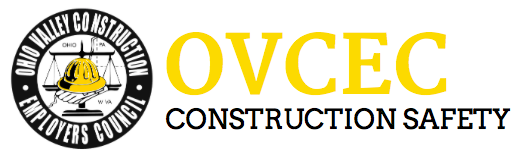 OHIO VALLEY CONSTRUCTION
EMPLOYERS COUNCIL
OHIO
PA
W VA
OVCEC
CONSTRUCTION SAFETY